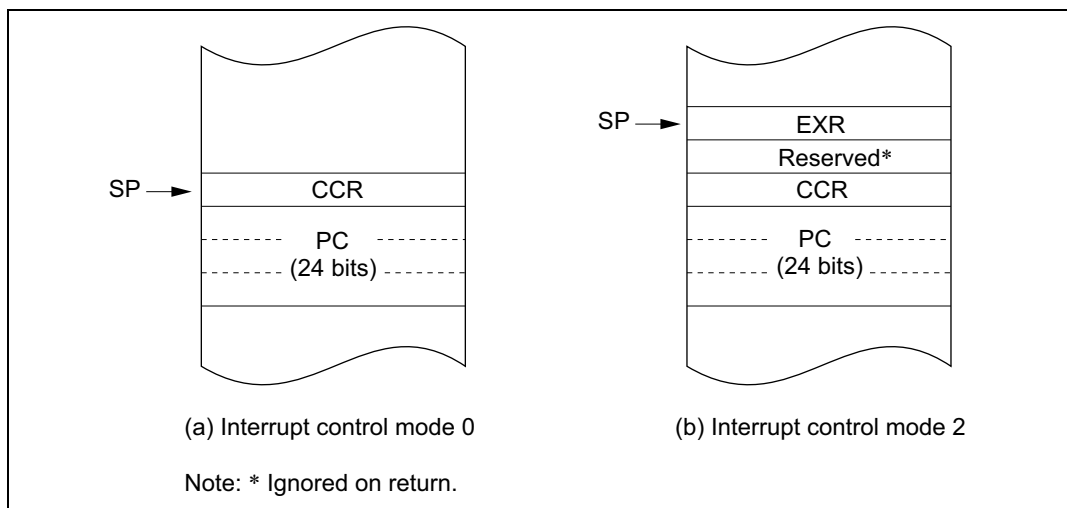 SP
CCR
PC
(24 bits)
(a) Interrupt control mode 0
SP
EXR
Reserved*
CCR
PC
(24 bits)
(b) Interrupt control mode 2
Note: * Ignored on return.